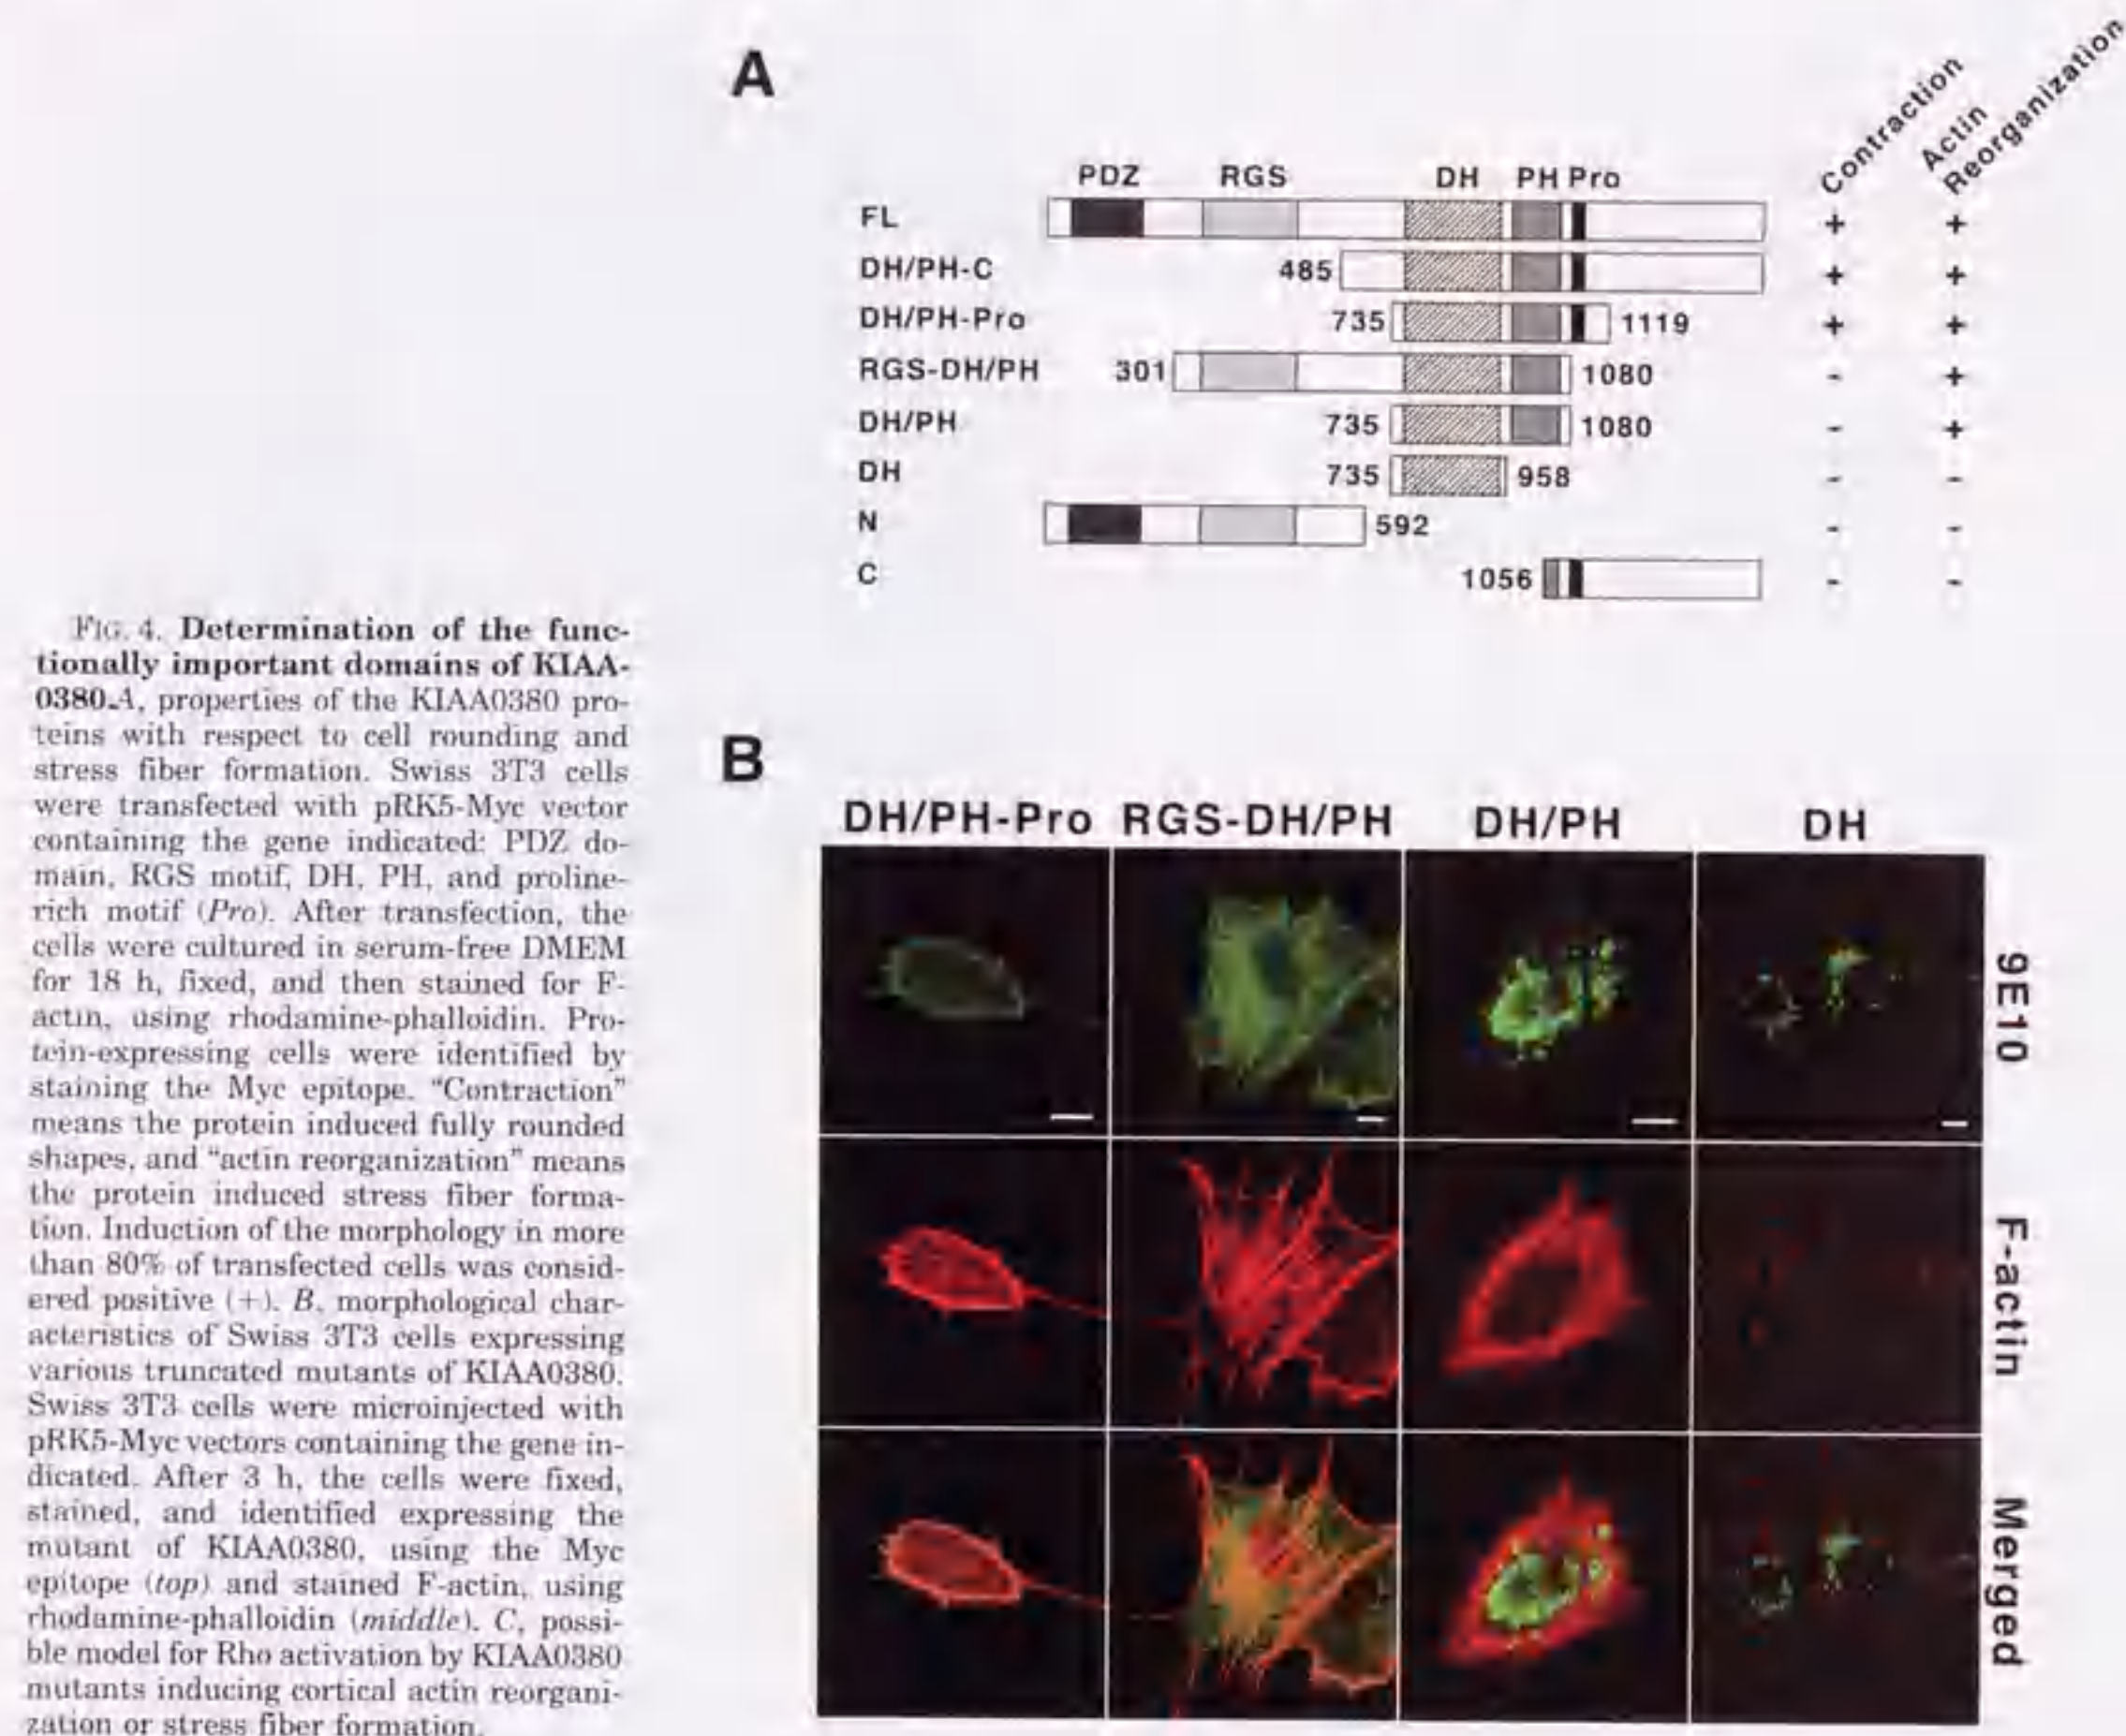 A
Contraction
Actin
Reorganization
PDZ RGS DH PH Pro
FL + +
DH/PH-C 485 + +
DH/PH-Pro 735 1119 + +
RGS-DH/PH 301 1080 - +
DH/PH 735 1080 - +
DH 735 958 - -
N 592 - -
C 1056 - -
FIG. 4. Determination of the func-
tionally important domains of KIAA-
0380. A, properties of the KIAA0380 pro-
teins with respect to cell rounding and
stress fiber formation. Swiss 3T3 cells
were transfected with pRK5-Myc vector
containing the gene indicated: PDZ do-
main, RGS motif, DH, PH, and proline-
rich motif (Pro). After transfection, the
cells were cultured in serum-free DMEM
for 18 h, fixed, and then stained for F-
actin, using rhodamine-phalloidin. Pro-
tein-expressing cells were identified by
staining the Myc epitope. “Contraction”
means the protein induced fully rounded
shapes, and “actin reorganization” means
the protein induced stress fiber forma-
tion. Induction of the morphology in more
than 80% of transfected cells was consid-
ered positive (+). B, morphological char-
acteristics of Swiss 3T3 cells expressing
various truncated mutants of KIAA0380.
Swiss 3T3 cells were microinjected with
pRK5-Myc vectors containing the gene in-
dicated. After 3 h, the cells were fixed,
stained, and identified expressing the
mutant of KIAA0380, using the Myc
epitope (top) and stained F-actin, using
rhodamine-phalloidin (middle). C, possi-
ble model for Rho activation by KIAA0380
mutants inducing cortical actin reorgani-
zation or stress fiber formation.
B
DH/PH-Pro RGS-DH/PH DH/PH DH
9E10
F-actin
Merged